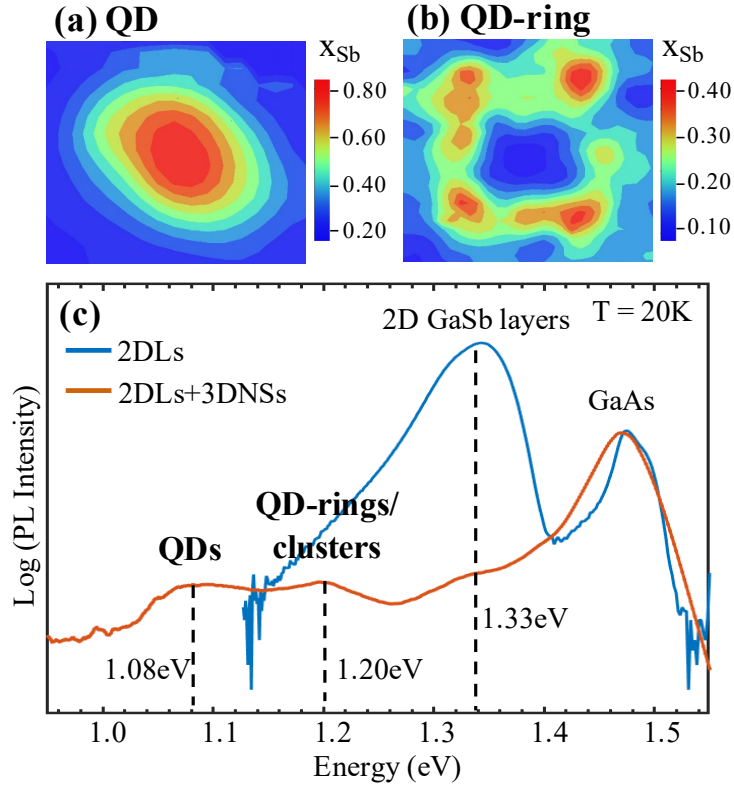 (a) QD
(b) QD-ring
xSb
xSb
0.80
0.60
0.40
0.20
0.40
0.30
0.20
0.10
(c)
2D GaSb layers
T = 20K
2DLs
2DLs+3DNSs
GaAs
QD-rings/
clusters
QDs
1.08eV
1.20eV
1.33eV
Log (PL Intensity)
1.0 1.1 1.2 1.3 1.4 1.5
Energy (eV)